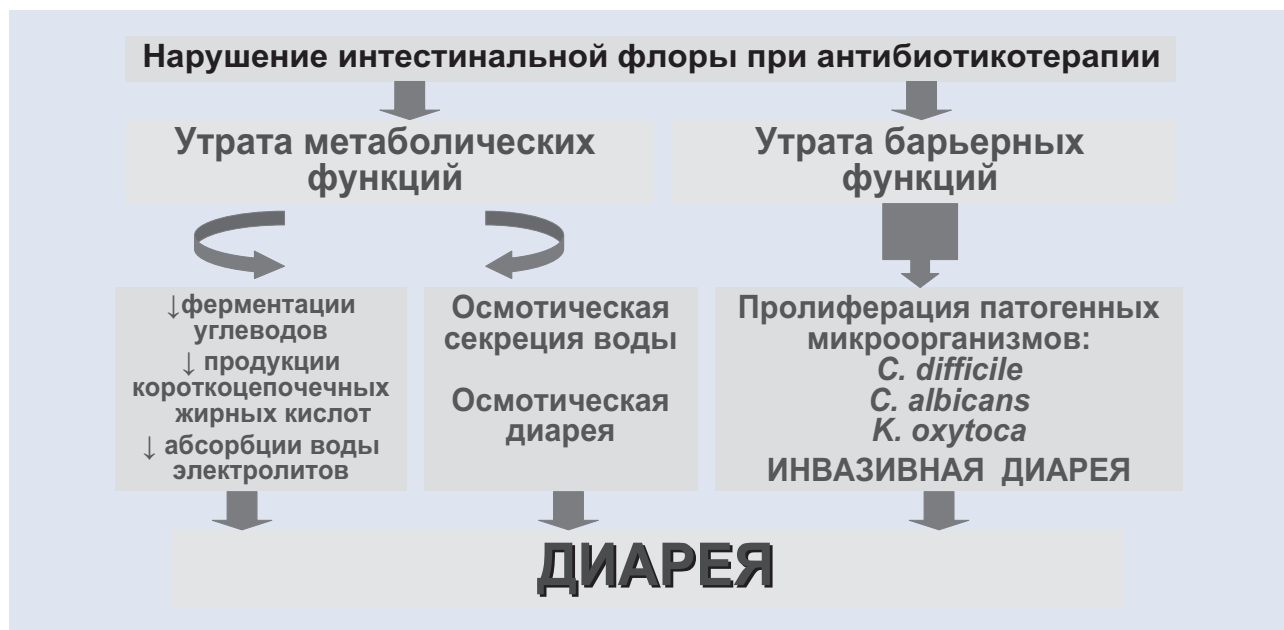 Нарушение интестинальной флоры при антибиотикотерапии
Утрата метаболических
функций
Утрата барьерных
функций
↓ферментации
углеводов
↓ продукции
короткоцепочечных
жирных кислот
↓ абсорбции воды
электролитов
Осмотическая
секреция воды
Осмотическая
диарея
Пролиферация патогенных
микроорганизмов:
C. difficile
C. albicans
K. oxytoca
ИНВАЗИВНАЯ ДИАРЕЯ
ДИАРЕЯ